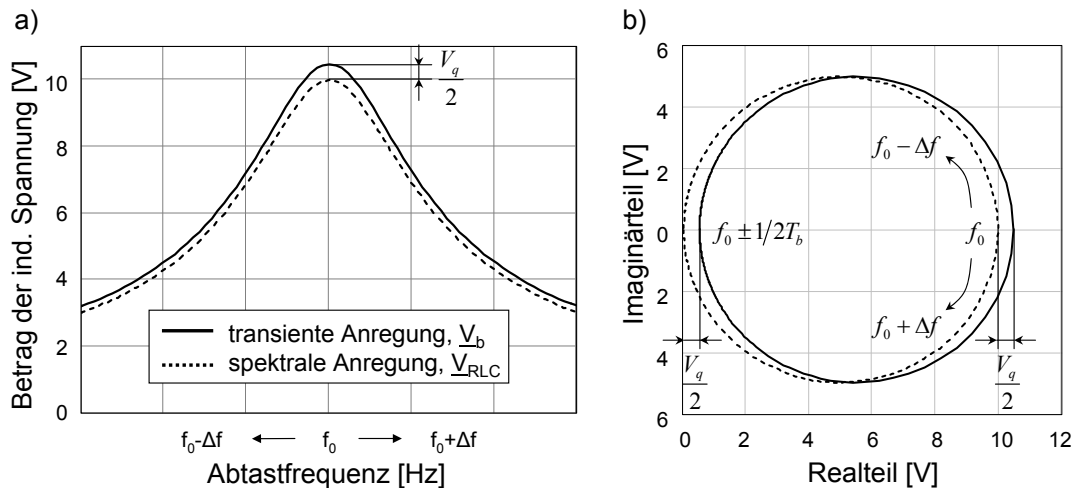 a)
Betrag der ind. Spannung [V]
10
8
6
4
2
0
V_q
2
transiente Anregung, V_b
spektrale Anregung, V_RLC
f_0-Δf
f_0
f_0+Δf
Abtastfrequenz [Hz]
b)
Imaginärteil [V]
6
4
2
0
2
4
6
f_0 − Δf
f_0 ± 1/2T_b
f_0
f_0 + Δf
V_q
2
V_q
2
0
2
4
6
8
10
12
Realteil [V]